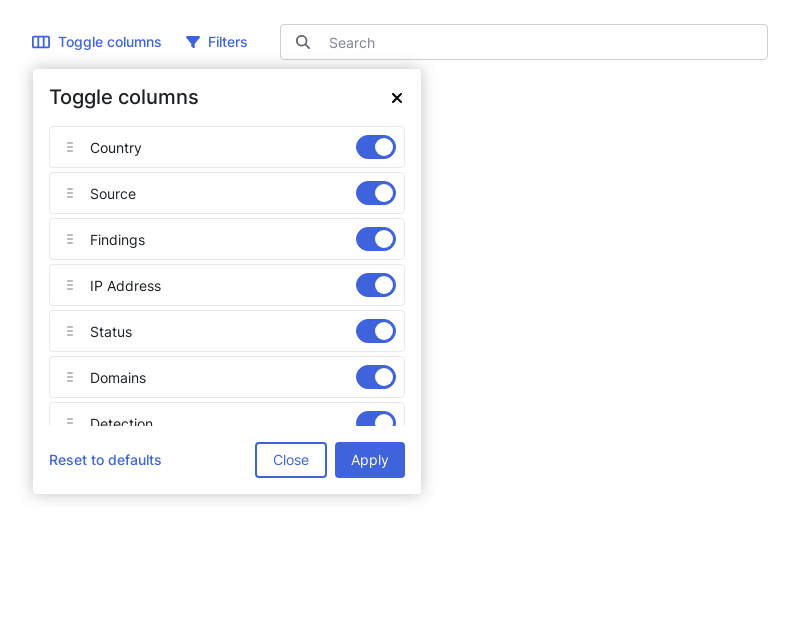 Toggle columns Filters Search
Toggle columns
Country
Source
Findings
IP Address
Status
Domains
Detection
Reset to defaults Close Apply